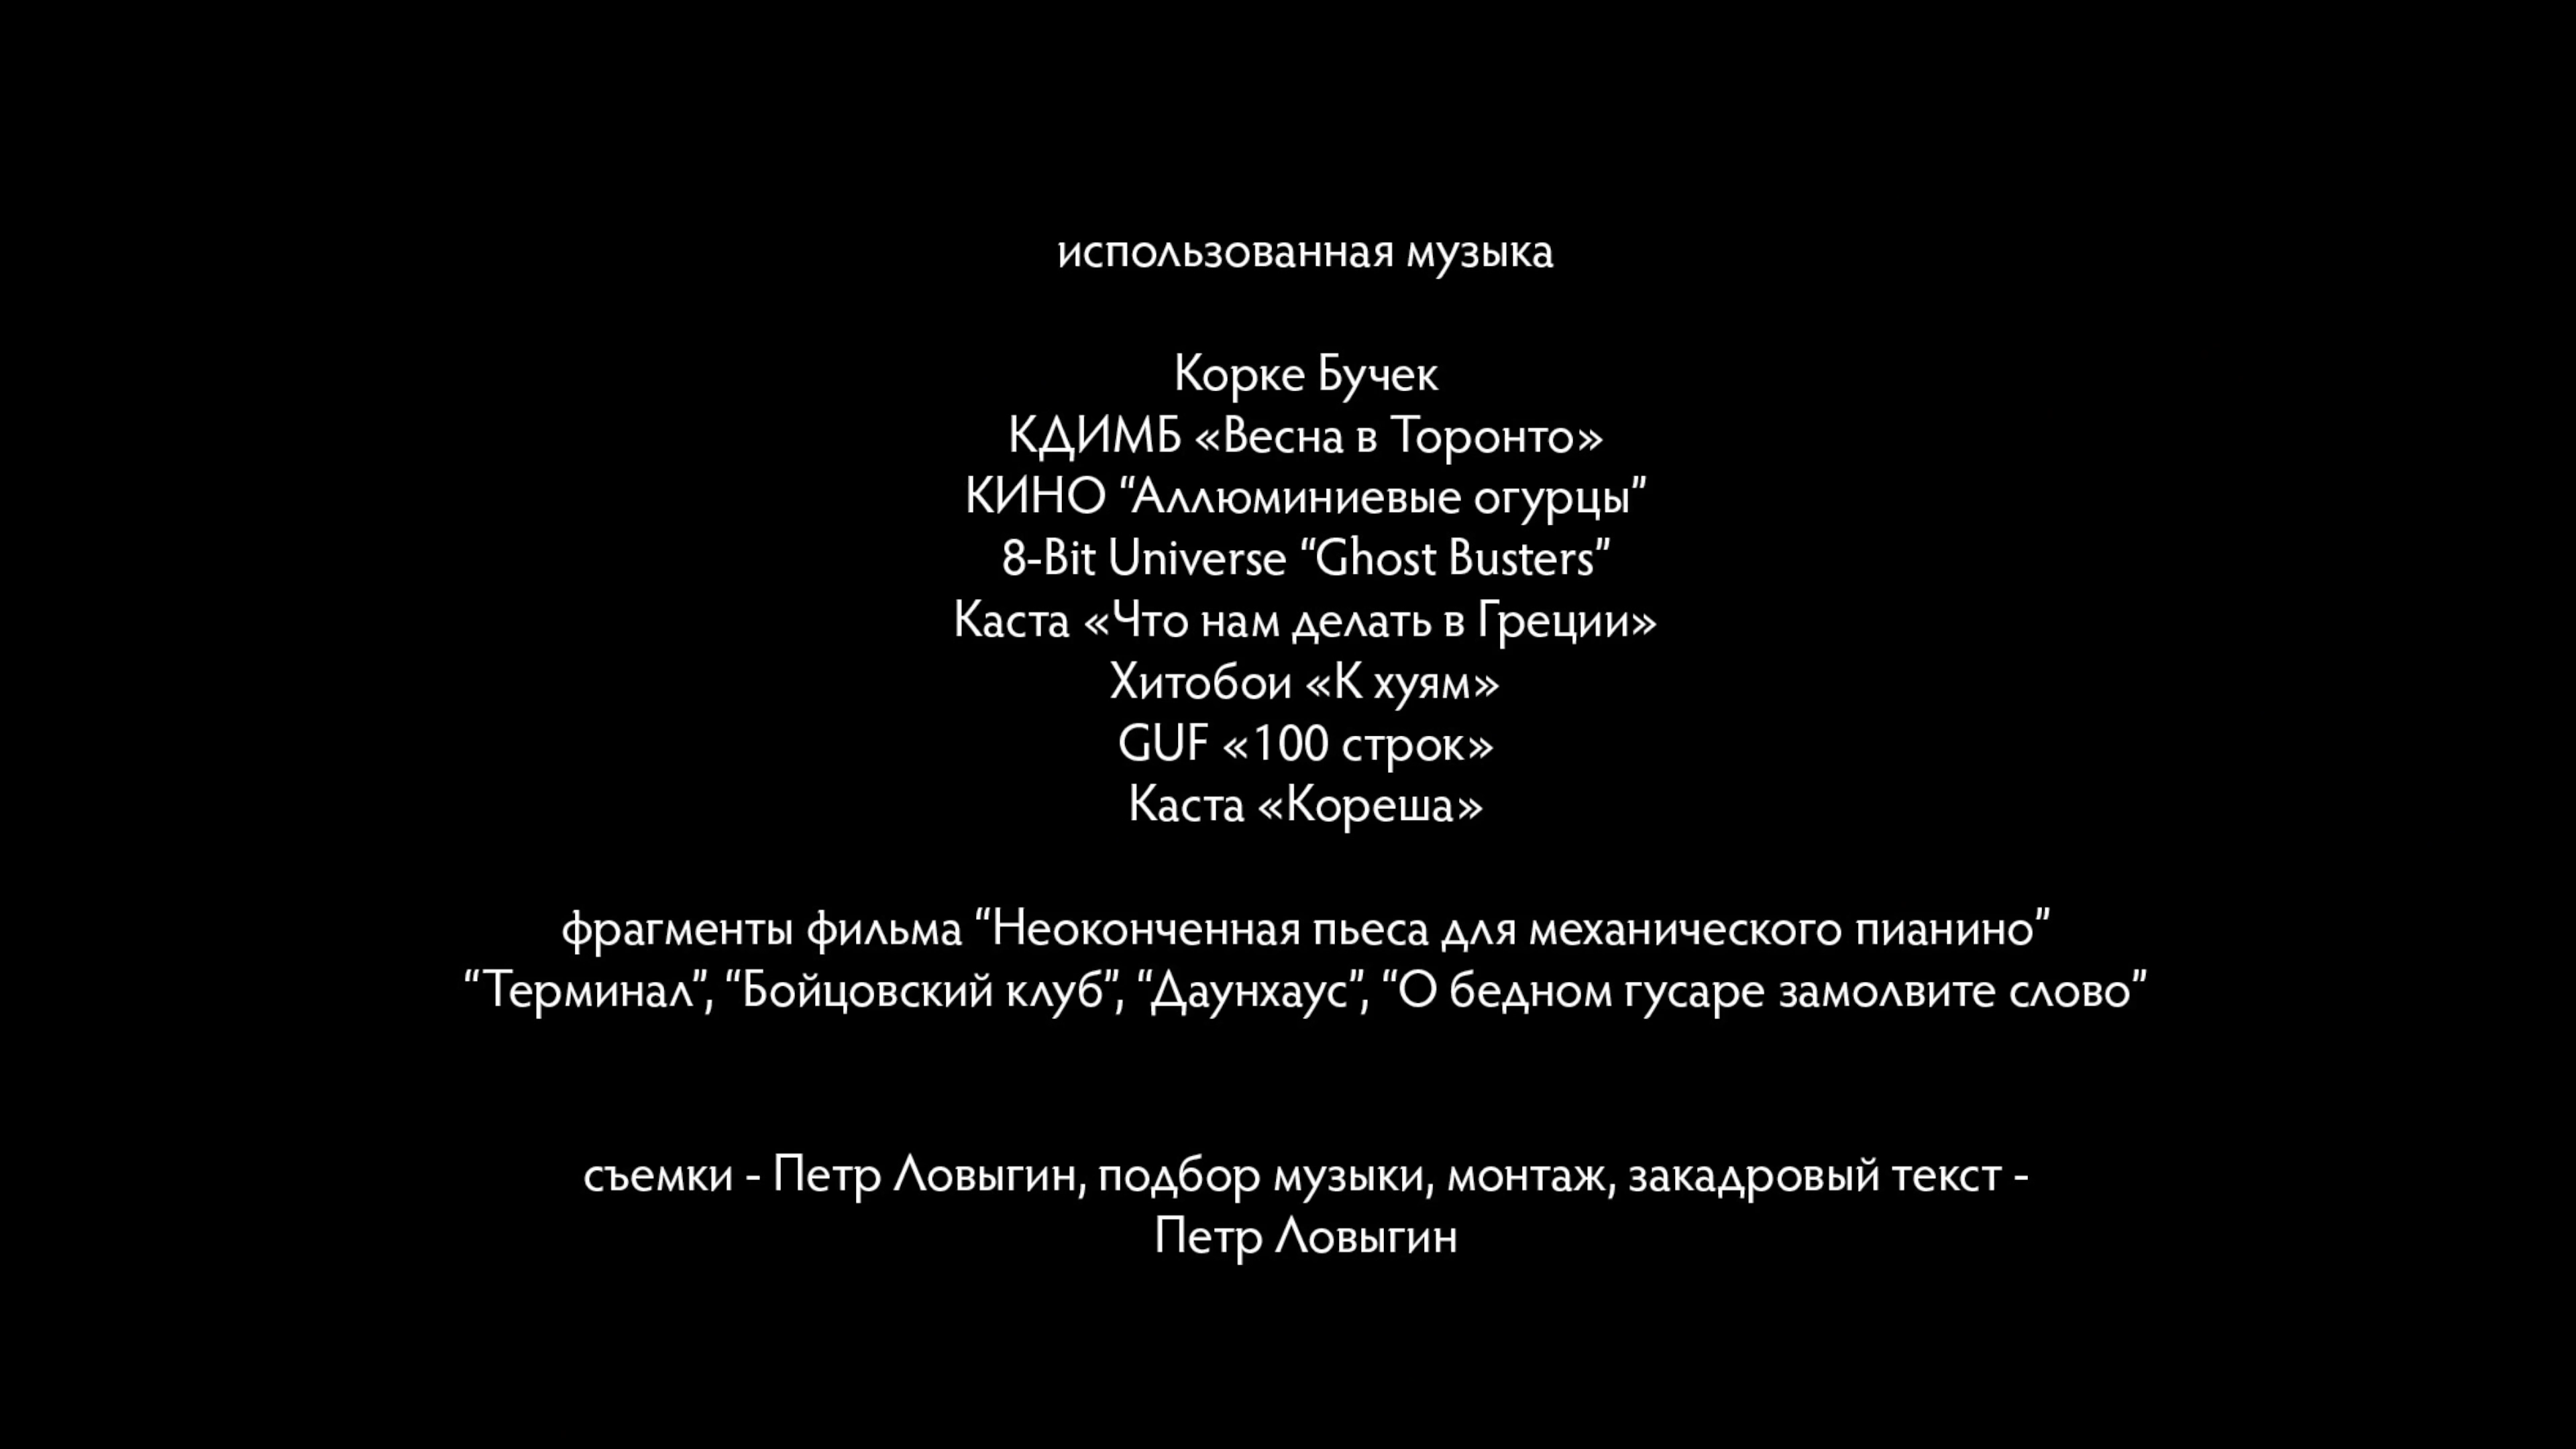 использованная музыка
Корке Бучек
КДИМБ «Весна в Торонто»
КИНО “Аллюминиевые огурцы”
8-Bit Universe “Ghost Busters”
Каста «Что нам делать в Греции»
Хитобои «К хуям»
GUF «100 строк»
Каста «Кореша»
фрагменты фильма “Неоконченная пьеса для механического пианино”
“Терминал”, “Бойцовский клуб”, “Даунхаус”, “О бедном гусаре замолвите слово”
съемки - Петр Ловыгин, подбор музыки, монтаж, закадровый текст -
Петр Ловыгин